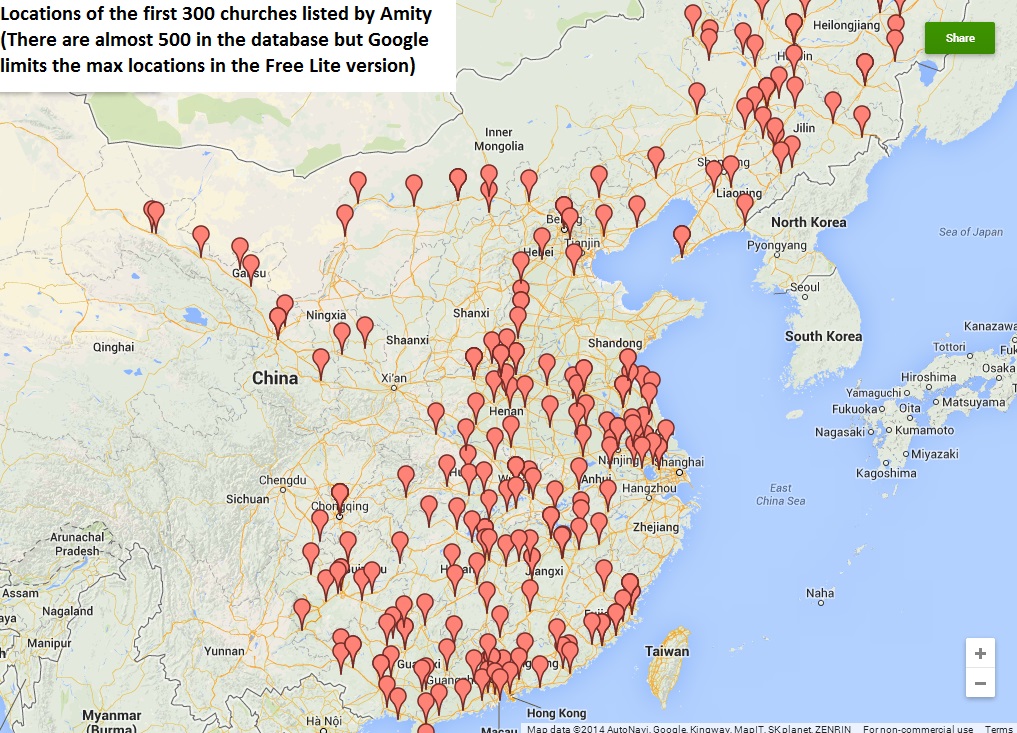 Locations of the first 300 churches listed by Amity
(There are almost 500 in the database but Google
limits the max locations in the Free Lite version)
Heilongjiang
Share
Inner
Mongolia
Jilin
Liaoning
North Korea
Sea of Japan
Tianjin
Hebei
Pyongyang
Gansu
Seoul
Ningxia
Shanxi
Kanazawa
South Korea
Qinghai
Shaanxi
Shandong
Tottori
Osaka
China
Xi'an
Hiroshima
Yamaguchi
Matsuyama
Henan
Fukuoka
Oita
Nagasaki
Kumamoto
Miyazaki
Nanjing
Shanghai
Kagoshima
Chengdu
Anhui
Hangzhou
East
China Sea
Sichuan
Chongqing
Zhejiang
Arunachal
Pradesh
Jiangxi
Assam
Naha
Nagaland
Manipur
Yunnan
Taiwan
Myanmar
(Burma)
Hà Nội
Hong Kong
Macau
+
−
Map data ©2014 AutoNavi, Google, Kingway, MapIT, SK planet, ZENRIN
For non-commercial use
Terms